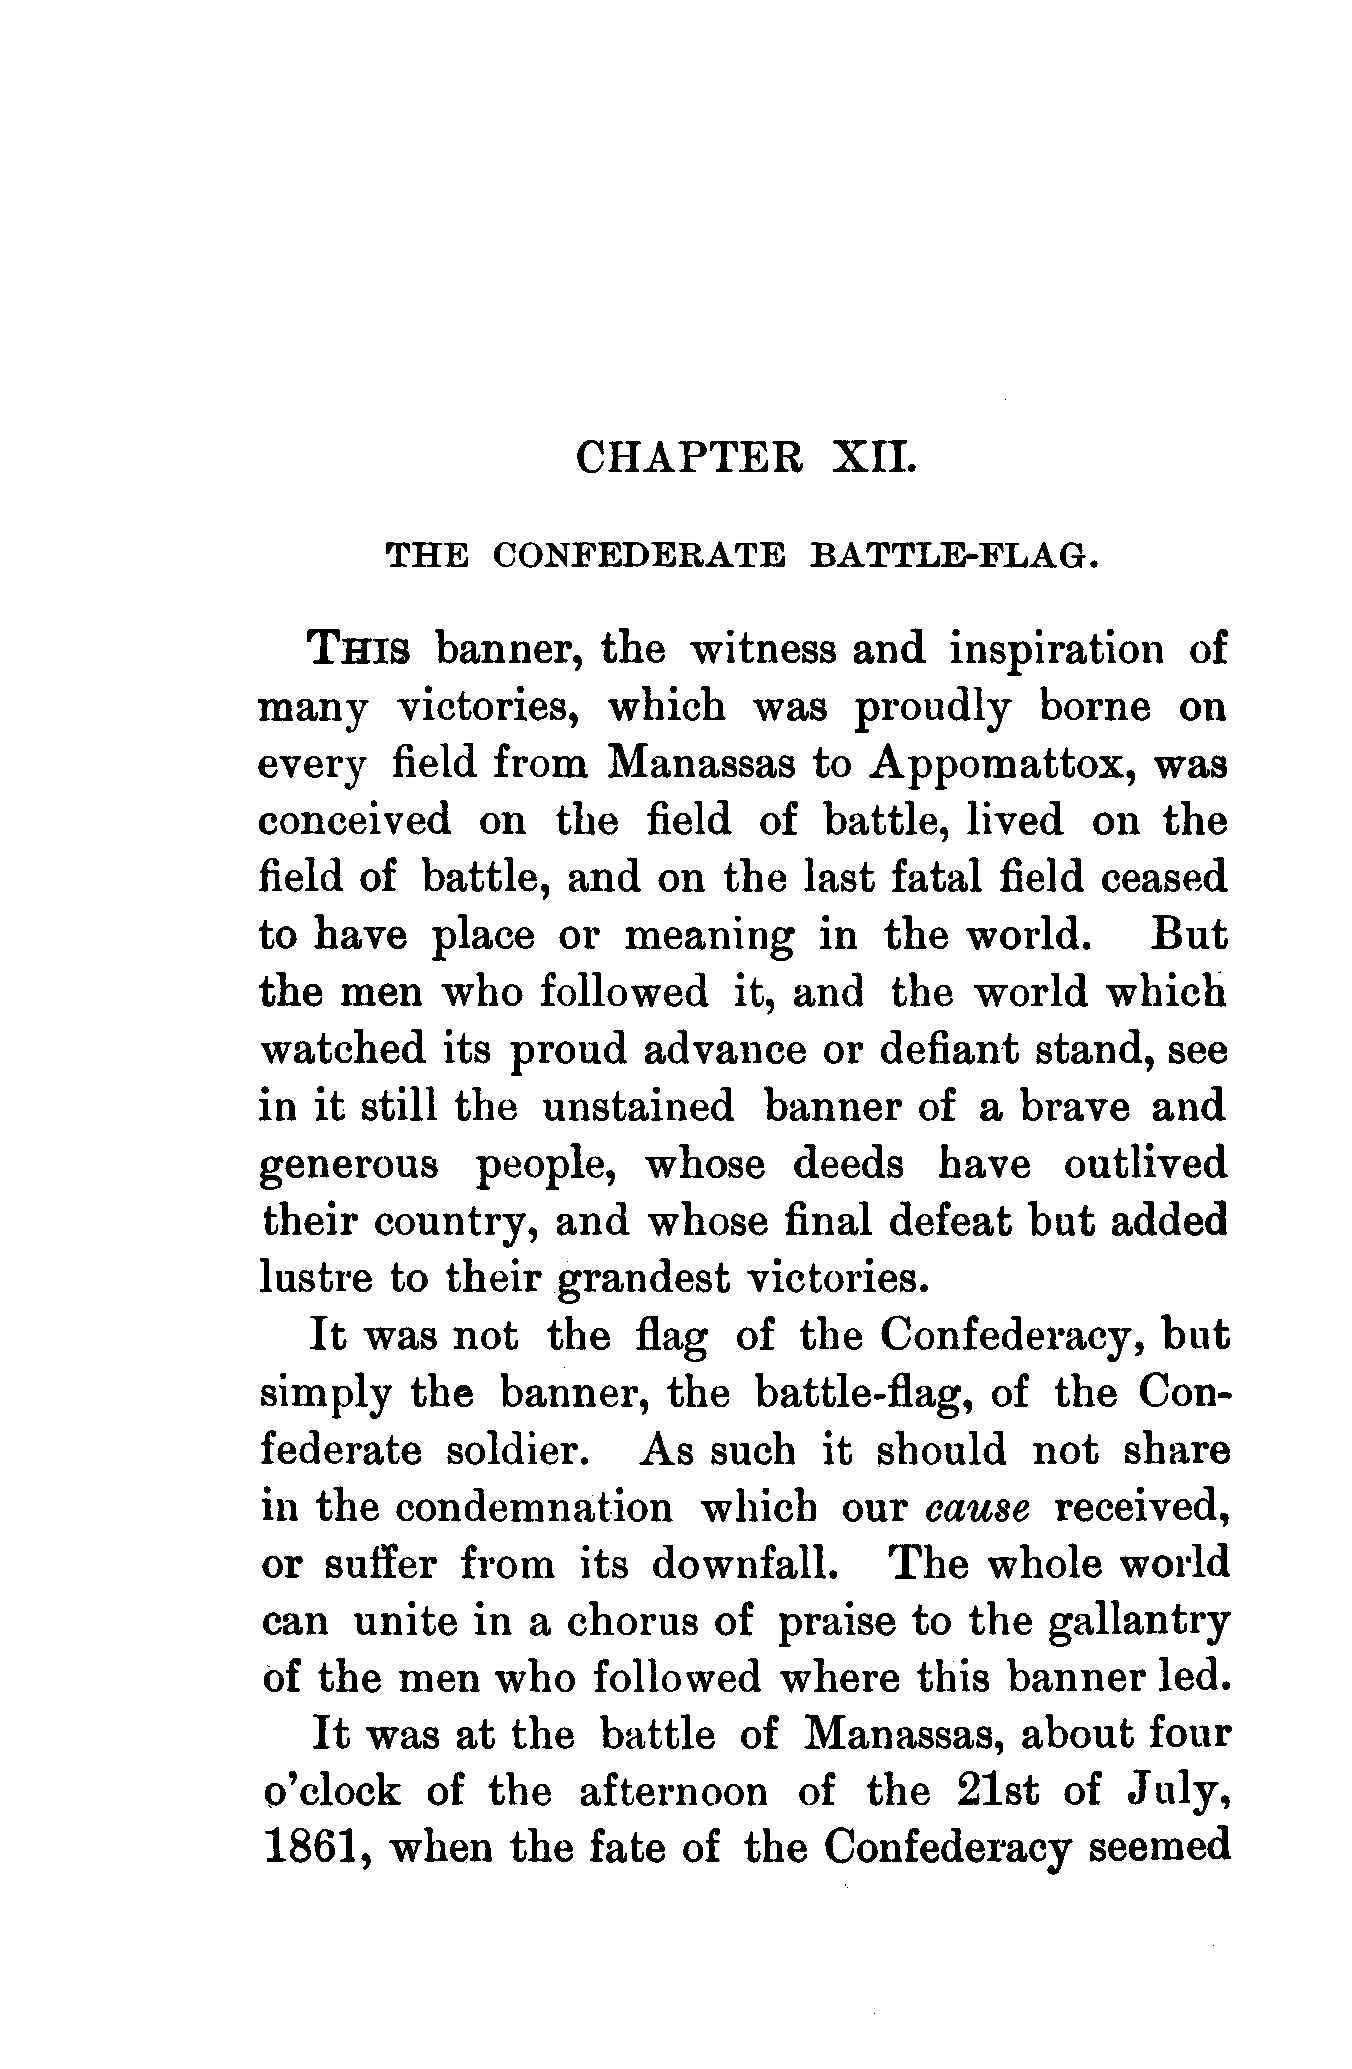 CHAPTER XII.
THE CONFEDERATE BATTLE-FLAG.
THIS banner, the witness and inspiration of
many victories, which was proudly borne on
every field from Manassas to Appomattox, was
conceived on the field of battle, lived on the
field of battle, and on the last fatal field ceased
to have place or meaning in the world. But
the men who followed it, and the world which
watched its proud advance or defiant stand, see
in it still the unstained banner of a brave and
generous people, whose deeds have outlived
their country, and whose final defeat but added
lustre to their grandest victories.
It was not the flag of the Confederacy, but
simply the banner, the battle-flag, of the Con-
federate soldier. As such it should not share
in the condemnation which our cause received,
or suffer from its downfall. The whole world
can unite in a chorus of praise to the gallantry
of the men who followed where this banner led.
It was at the battle of Manassas, about four
o'clock of the afternoon of the 21st of July,
1861, when the fate of the Confederacy seemed